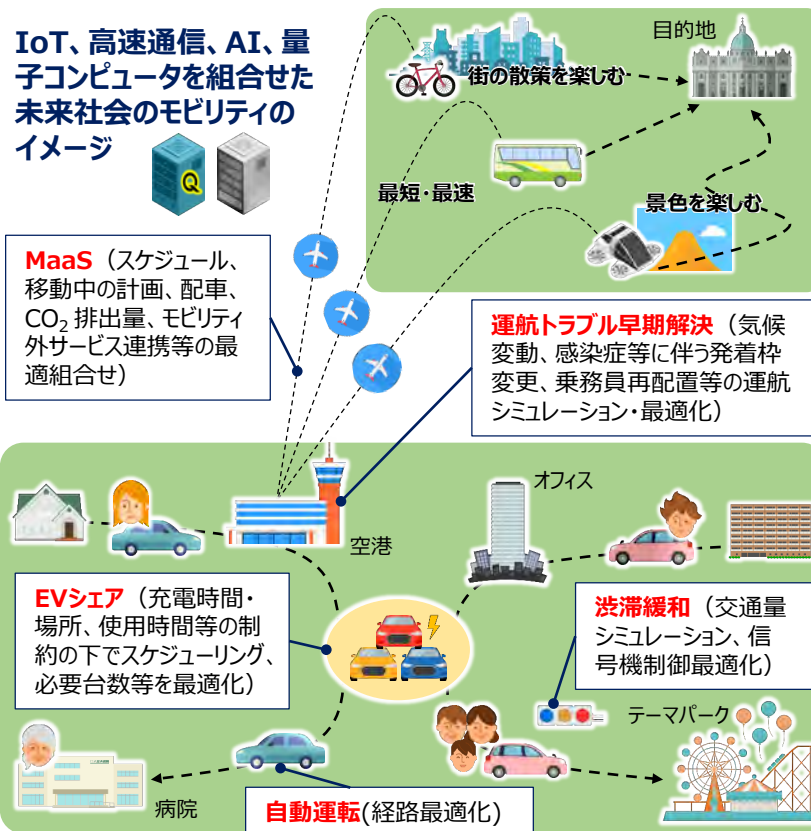 IoT、高速通信、AI、量
子コンピュータを組合せた
未来社会のモビリティの
イメージ
Q
目的地
街の散策を楽しむ
最短・最速
景色を楽しむ
MaaS（スケジュール、
移動中の計画、配車、
CO₂ 排出量、モビリティ
外サービス連携等の最
適組合せ）
運航トラブル早期解決（気候
変動、感染症等に伴う発着枠
変更、乗務員再配置等の運航
シミュレーション・最適化）
オフィス
空港
EVシェア（充電時間・
場所、使用時間等の制
約の下でスケジューリング、
必要台数等を最適化）
渋滞緩和（交通量
シミュレーション、信
号機制御最適化）
テーマパーク
病院
自動運転(経路最適化)